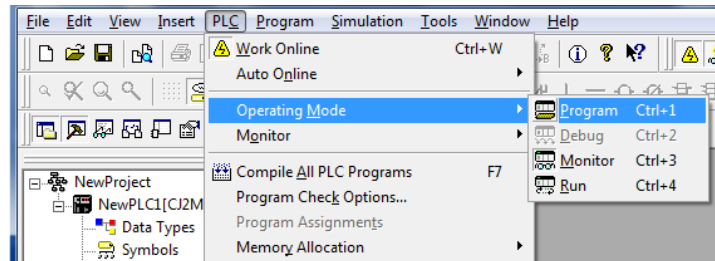 File Edit View Insert PLC Program Simulation Tools Window Help
Work Online Ctrl+W
Auto Online
Operating Mode
Program Ctrl+1
Debug Ctrl+2
Monitor
Monitor Ctrl+3
Compile All PLC Programs F7
Run Ctrl+4
NewProject
Program Check Options...
NewPLC1[CJ2M
Program Assignments
Data Types
Symbols
Memory Allocation